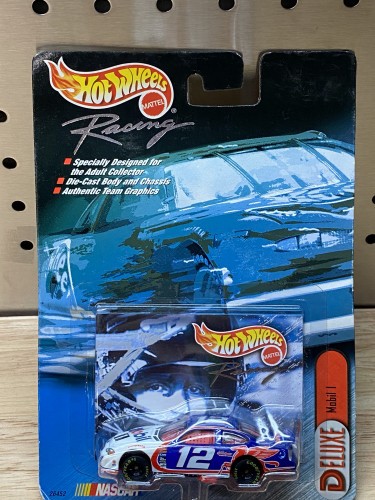 HOT WHEELS
MATTEL
Racing
Specially Designed for
the Adult Collector
Die-Cast Body and Chassis
Authentic Team Graphics
HOT WHEELS
MATTEL
Racing
12
DELUXE
Mobil 1
NASCAR